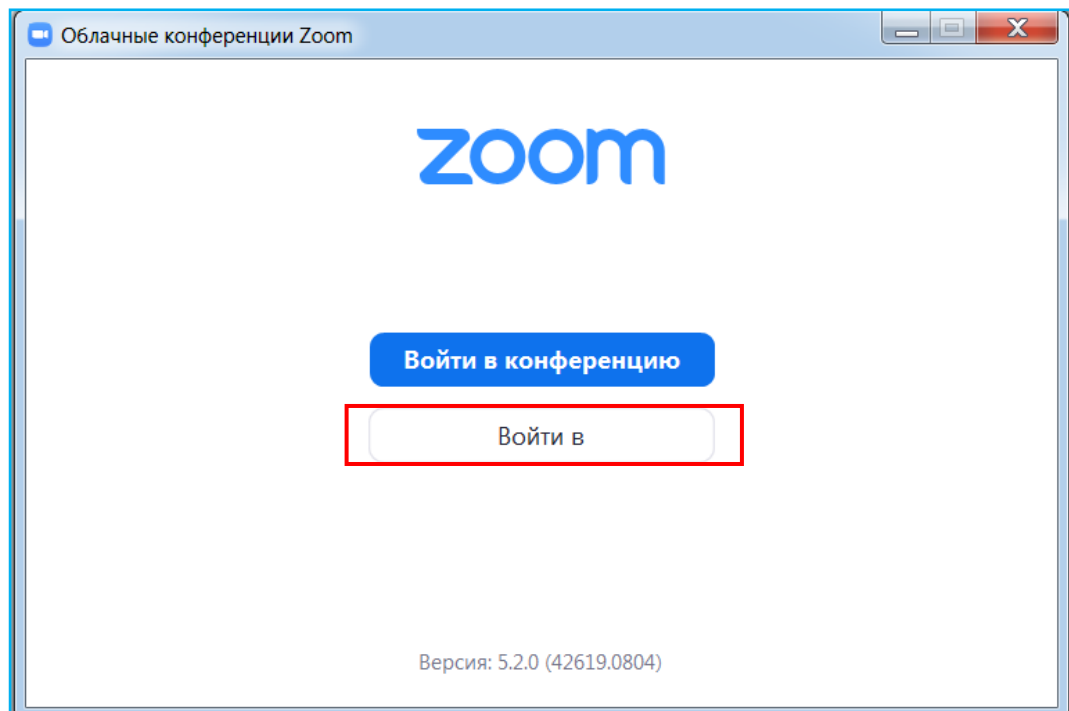 Облачные конференции Zoom
zoom
Войти в конференцию
Войти в
Версия: 5.2.0 (42619.0804)